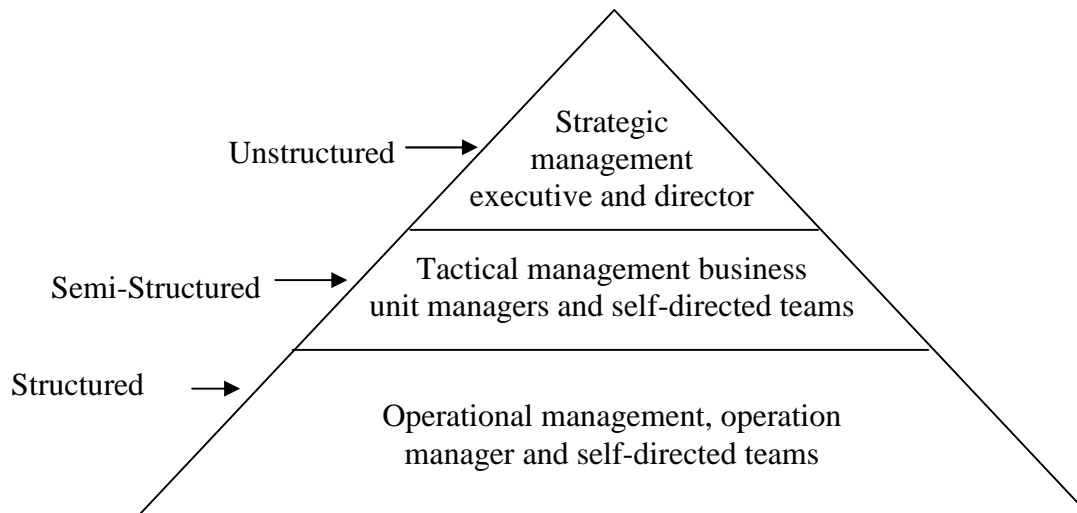 Unstructured
Strategic
management
executive and director
Semi-Structured
Tactical management business
unit managers and self-directed teams
Structured
Operational management, operation
manager and self-directed teams